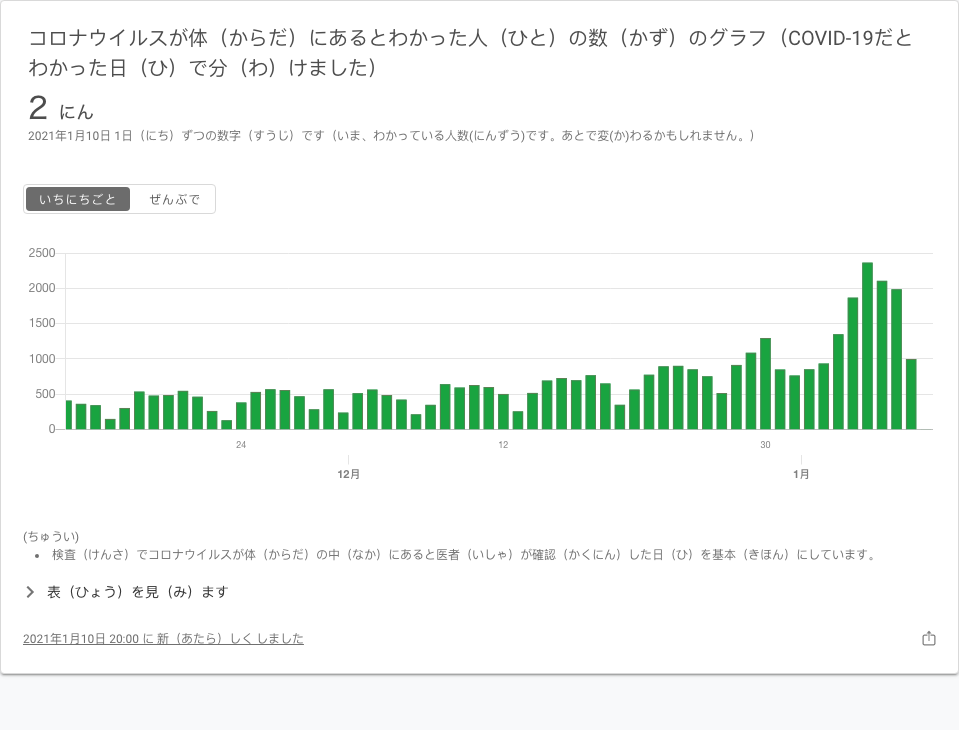 コロナウイルスが体（からだ）にあるとわかった人（ひと）の数（かず）のグラフ（COVID-19だと
わかった日（ひ）で分（わ）けました）
2 にん
2021年1月10日 1日（にち）ずつの数字（すうじ）です（いま、わかっている人数(にんずう)です。あとで変(か)わるかもしれません。）
いちにちごと ぜんぶで
2500
2000
1500
1000
500
0
24 12 30
12月 1月
(ちゅうい)
• 検査（けんさ）でコロナウイルスが体（からだ）の中（なか）にあると医者（いしゃ）が確認（かくにん）した日（ひ）を基本（きほん）にしています。
表（ひょう）を見（み）ます
2021年1月10日 20:00 に 新（あたら）しく しました